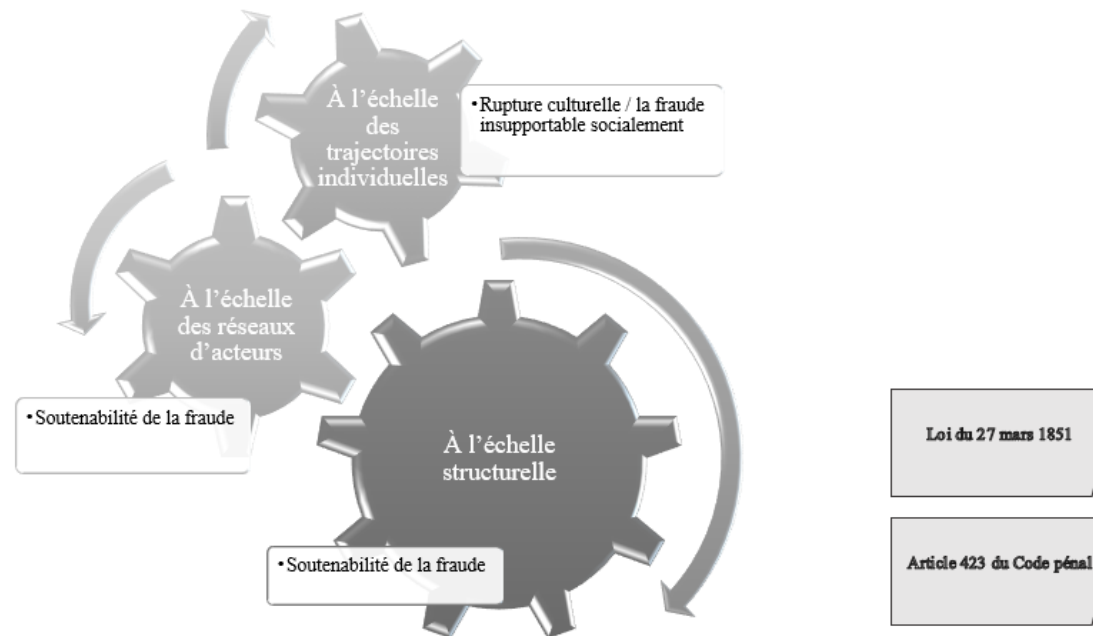 À l’échelle
des
trajectoires
individuelles
•Rupture culturelle / la fraude
insupportable socialement
À l’échelle
des réseaux
d’acteurs
•Soutenabilité de la fraude
À l’échelle
structurelle
•Soutenabilité de la fraude
Loi du 27 mars 1851
Article 423 du Code pénal